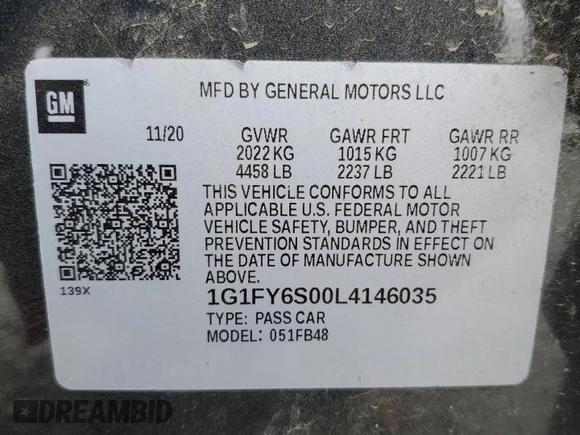 GM
MFD BY GENERAL MOTORS LLC
11/20 GVWR GAWR FRT GAWR RR
2022 KG 1015 KG 1007 KG
4458 LB 2237 LB 2221 LB
THIS VEHICLE CONFORMS TO ALL
APPLICABLE U.S. FEDERAL MOTOR
VEHICLE SAFETY, BUMPER, AND THEFT
PREVENTION STANDARDS IN EFFECT ON
THE DATE OF MANUFACTURE SHOWN
ABOVE.
139X
1G1FY6S00L4146035
TYPE: PASS CAR
MODEL: 051FB48
DREAMBID